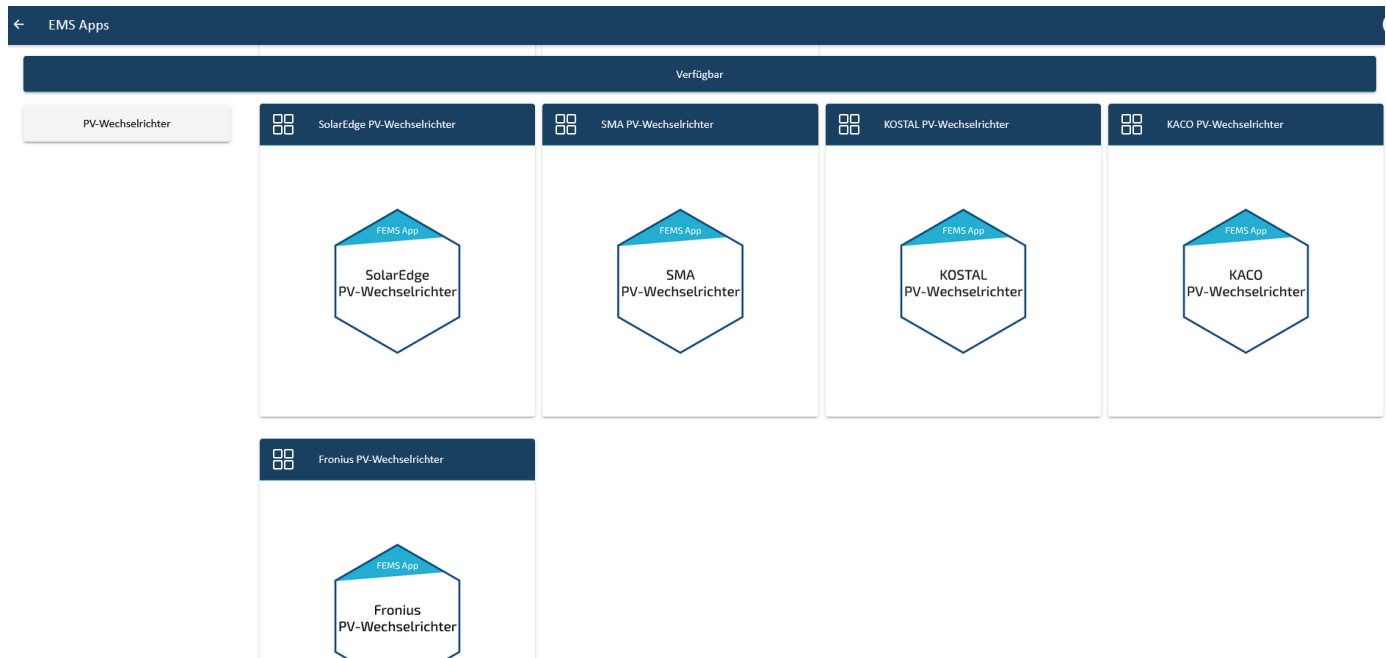 EMS Apps
Verfügbar
PV-Wechselrichter
SolarEdge PV-Wechselrichter
SMA PV-Wechselrichter
KOSTAL PV-Wechselrichter
KACO PV-Wechselrichter
FEMS App
SolarEdge
PV-Wechselrichter
FEMS App
SMA
PV-Wechselrichter
FEMS App
KOSTAL
PV-Wechselrichter
FEMS App
KACO
PV-Wechselrichter
Fronius PV-Wechselrichter
FEMS App
Fronius
PV-Wechselrichter